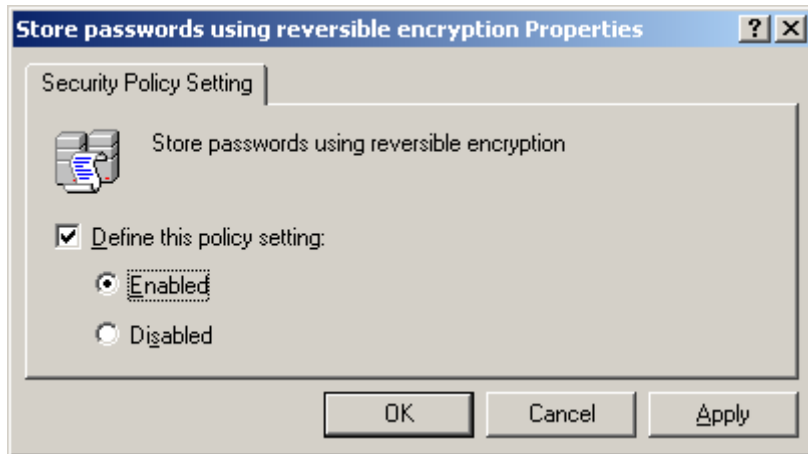 Store passwords using reversible encryption Properties
?
Security Policy Setting
Store passwords using reversible encryption
Define this policy setting:
Enabled
Disabled
OK Cancel Apply